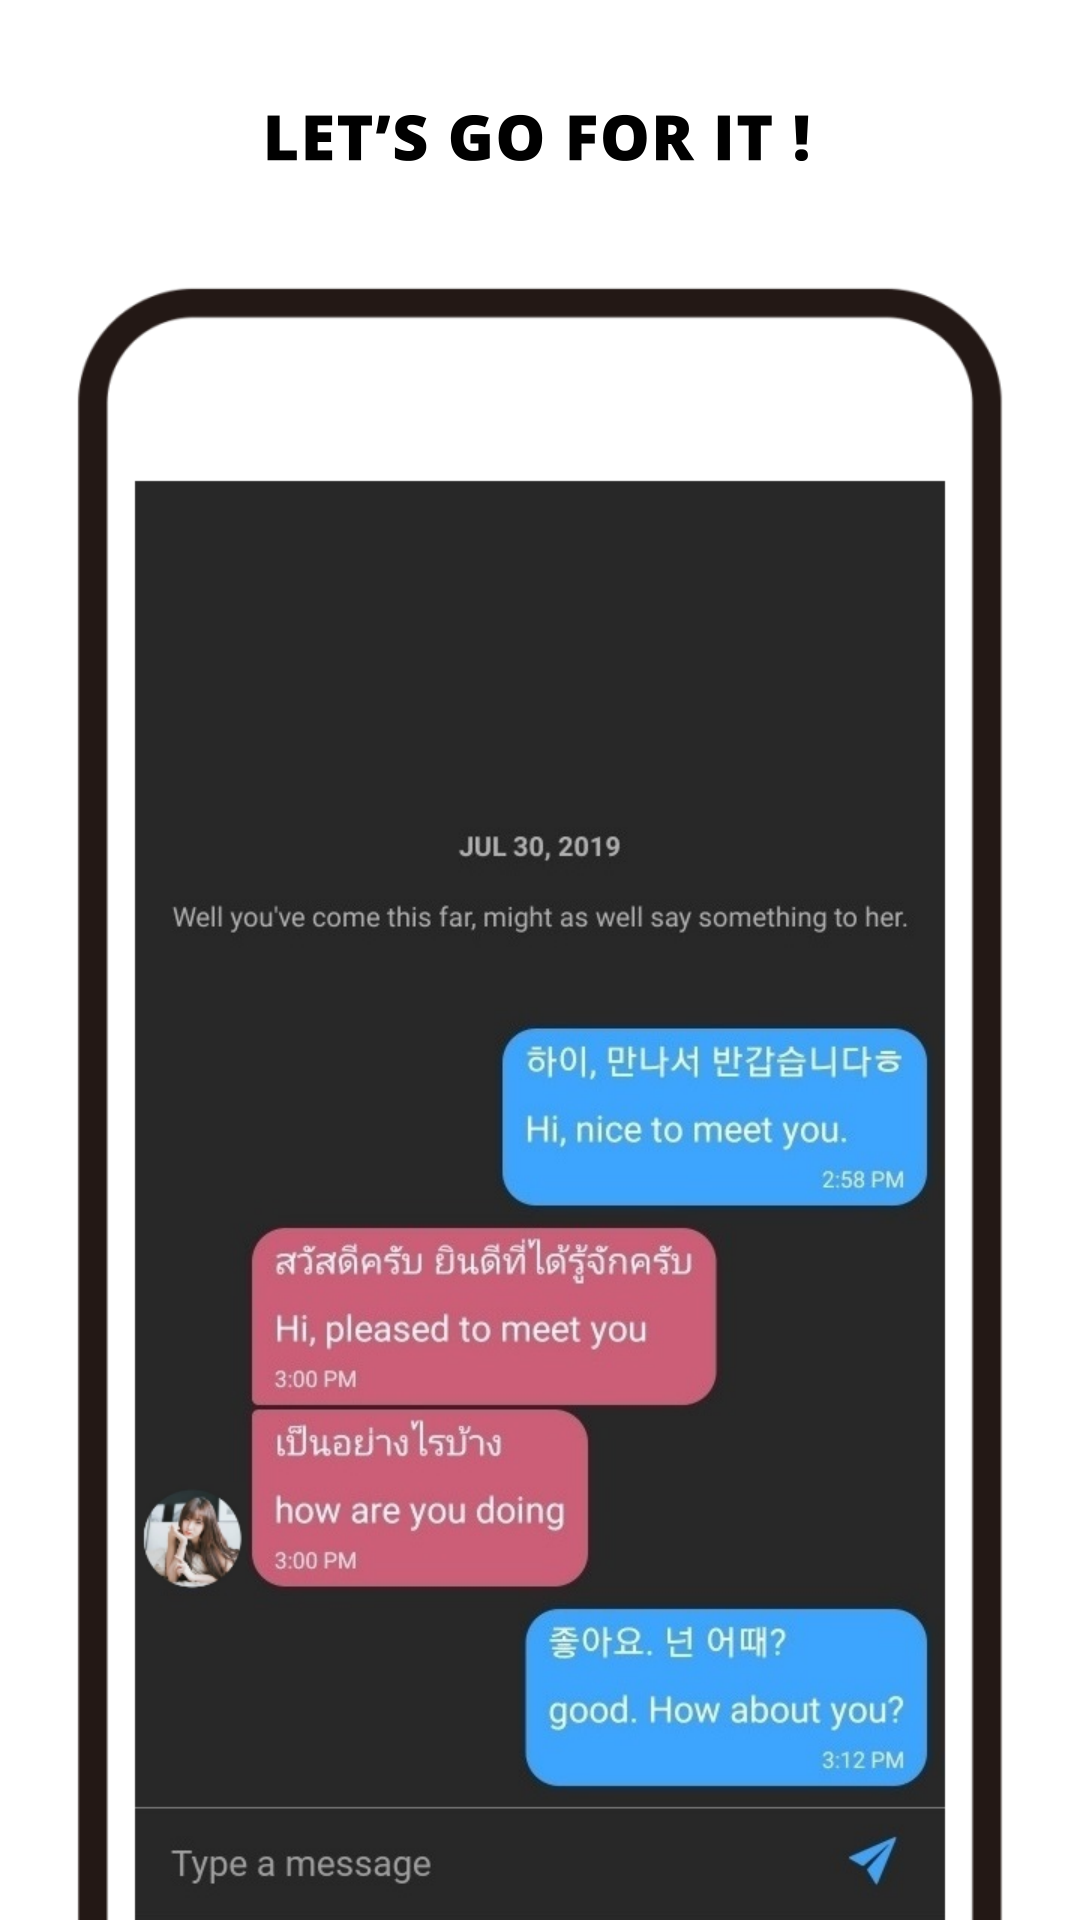 LET’S GO FOR IT !
JUL 30, 2019
Well you've come this far, might as well say something to her.
하이, 만나서 반갑습니다ㅎ
Hi, nice to meet you.
2:58 PM
สวัสดีครับ ยินดีที่ได้รู้จักครับ
Hi, pleased to meet you
3:00 PM
เป็นอย่างไรบ้าง
how are you doing
3:00 PM
좋아요. 넌 어때?
good. How about you?
3:12 PM
Type a message